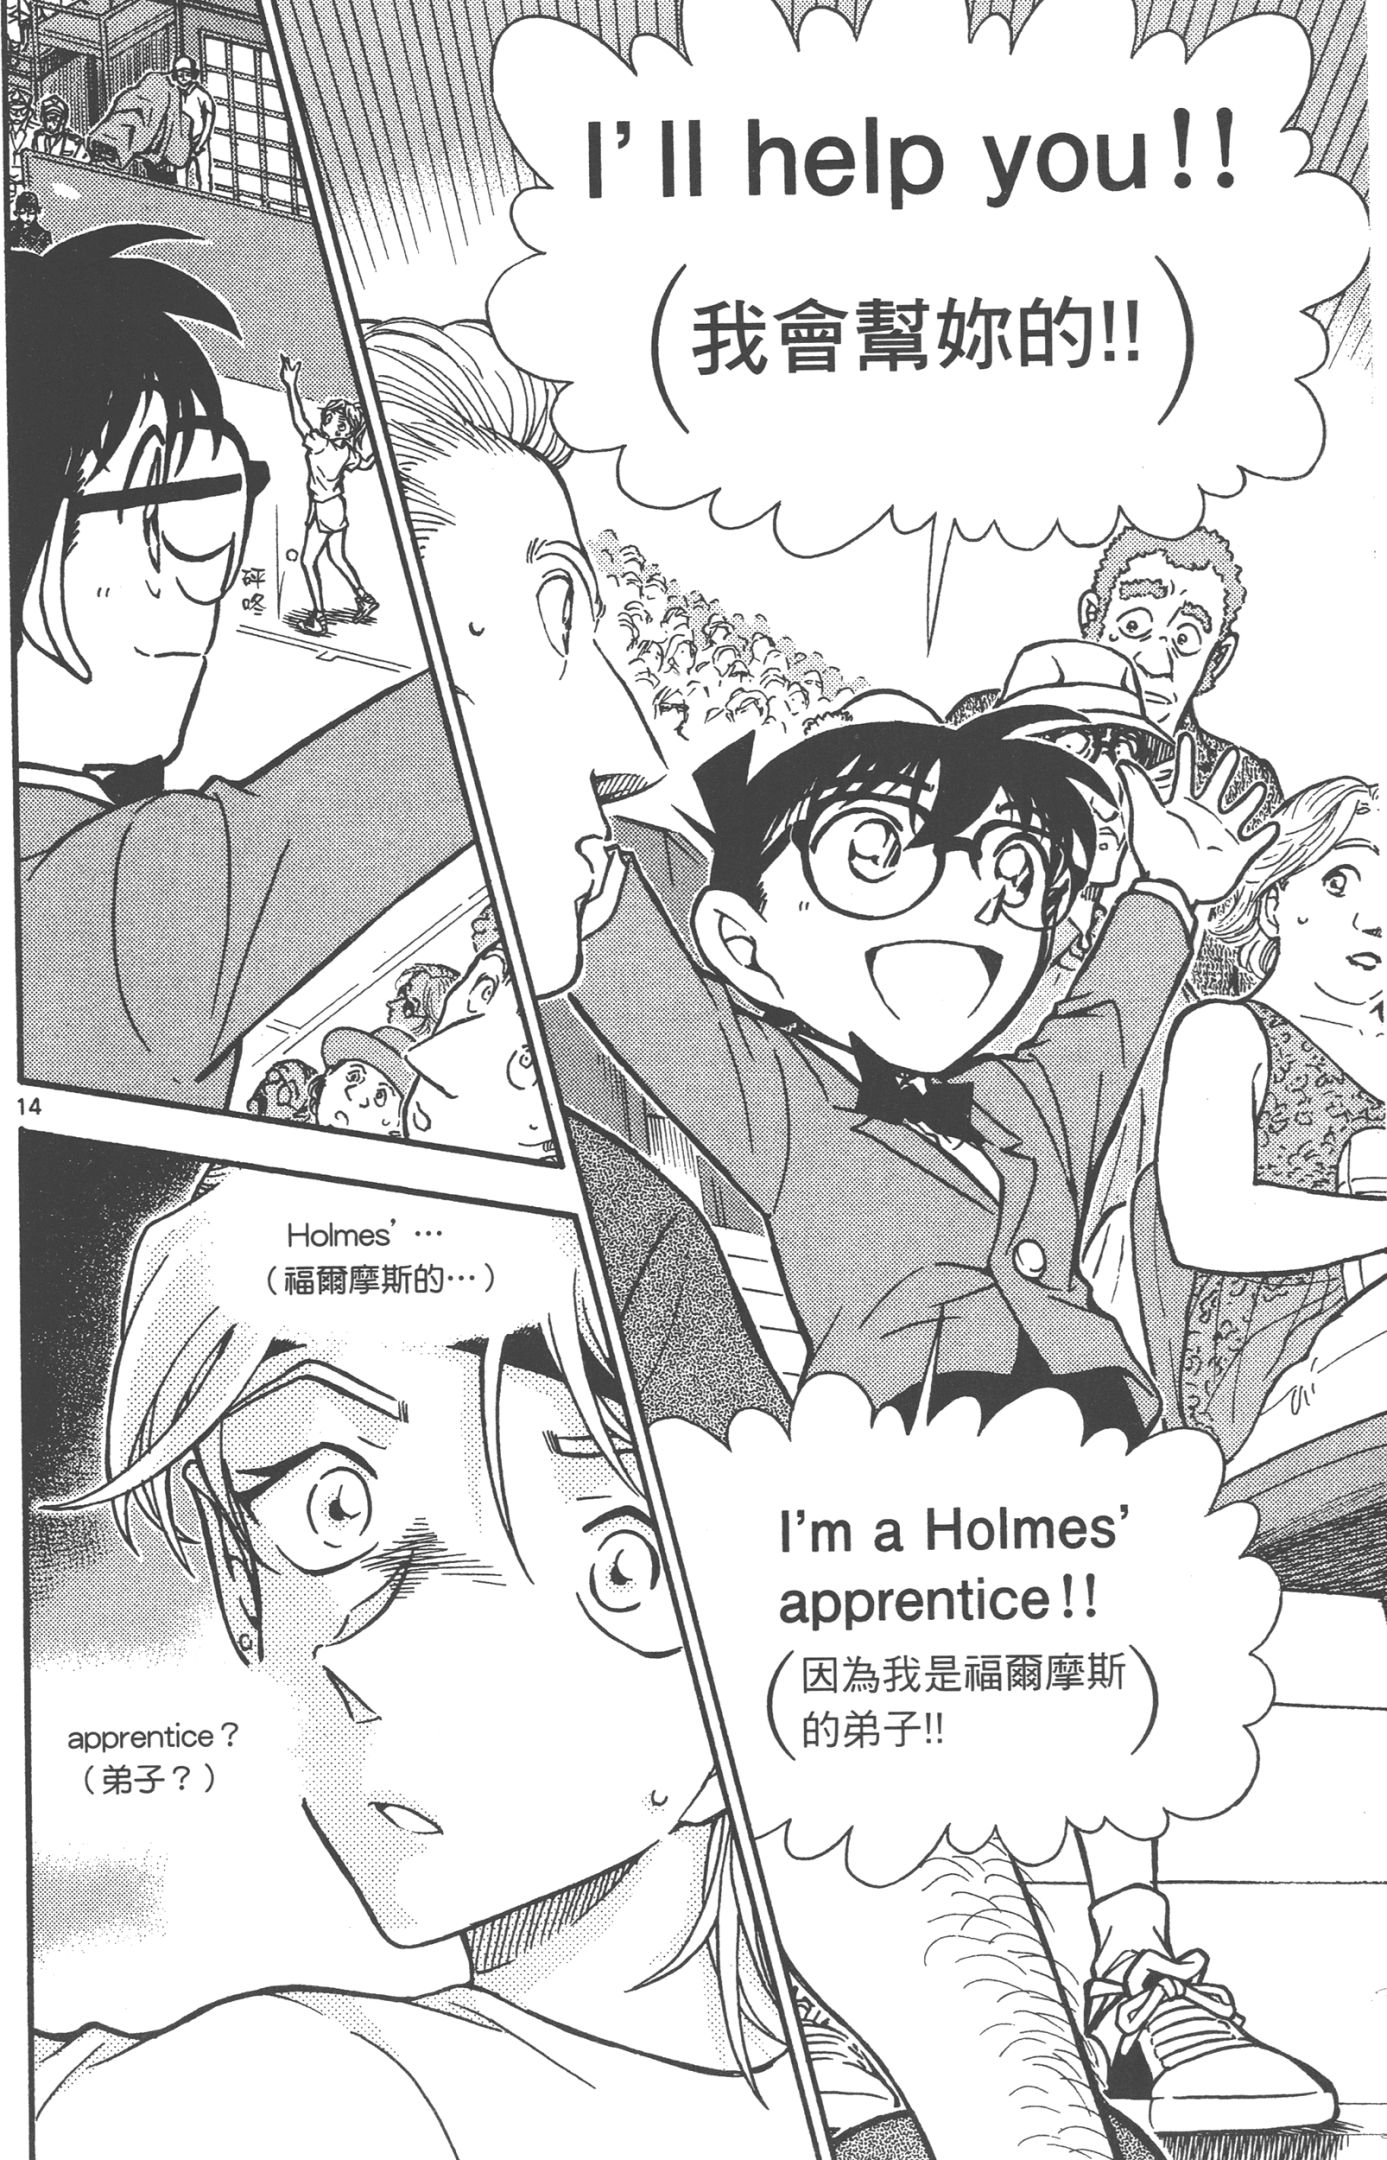 I'll help you!!
(我會幫妳的!!)
I'm a Holmes'
apprentice!!
(因為我是福爾摩斯
的弟子!!)
砰
咚
14
Holmes' …
(福爾摩斯的…)
apprentice?
(弟子?)